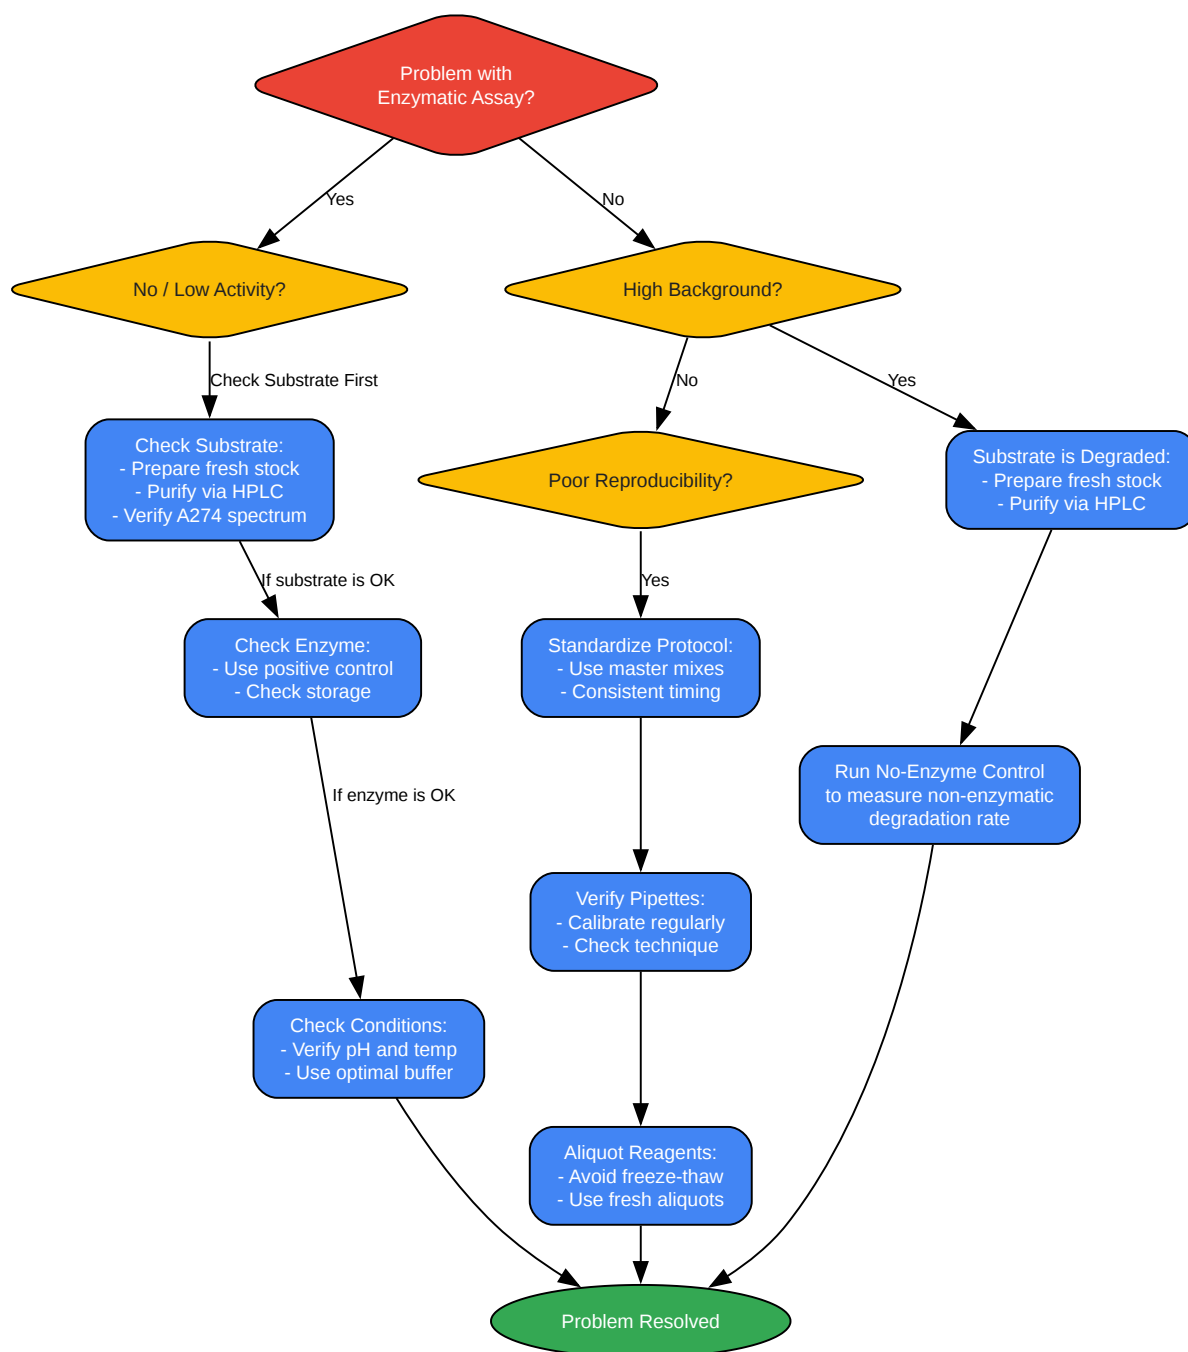 Problem with
Enzymatic Assay?
Yes
No
No / Low Activity?
High Background?
Check Substrate First
No
Yes
Check Substrate:
- Prepare fresh stock
- Purify via HPLC
- Verify A274 spectrum
Poor Reproducibility?
Substrate is Degraded:
- Prepare fresh stock
- Purify via HPLC
If substrate is OK
Yes
Check Enzyme:
- Use positive control
- Check storage
Standardize Protocol:
- Use master mixes
- Consistent timing
If enzyme is OK
Run No-Enzyme Control
to measure non-enzymatic
degradation rate
Verify Pipettes:
- Calibrate regularly
- Check technique
Check Conditions:
- Verify pH and temp
- Use optimal buffer
Aliquot Reagents:
- Avoid freeze-thaw
- Use fresh aliquots
Problem Resolved